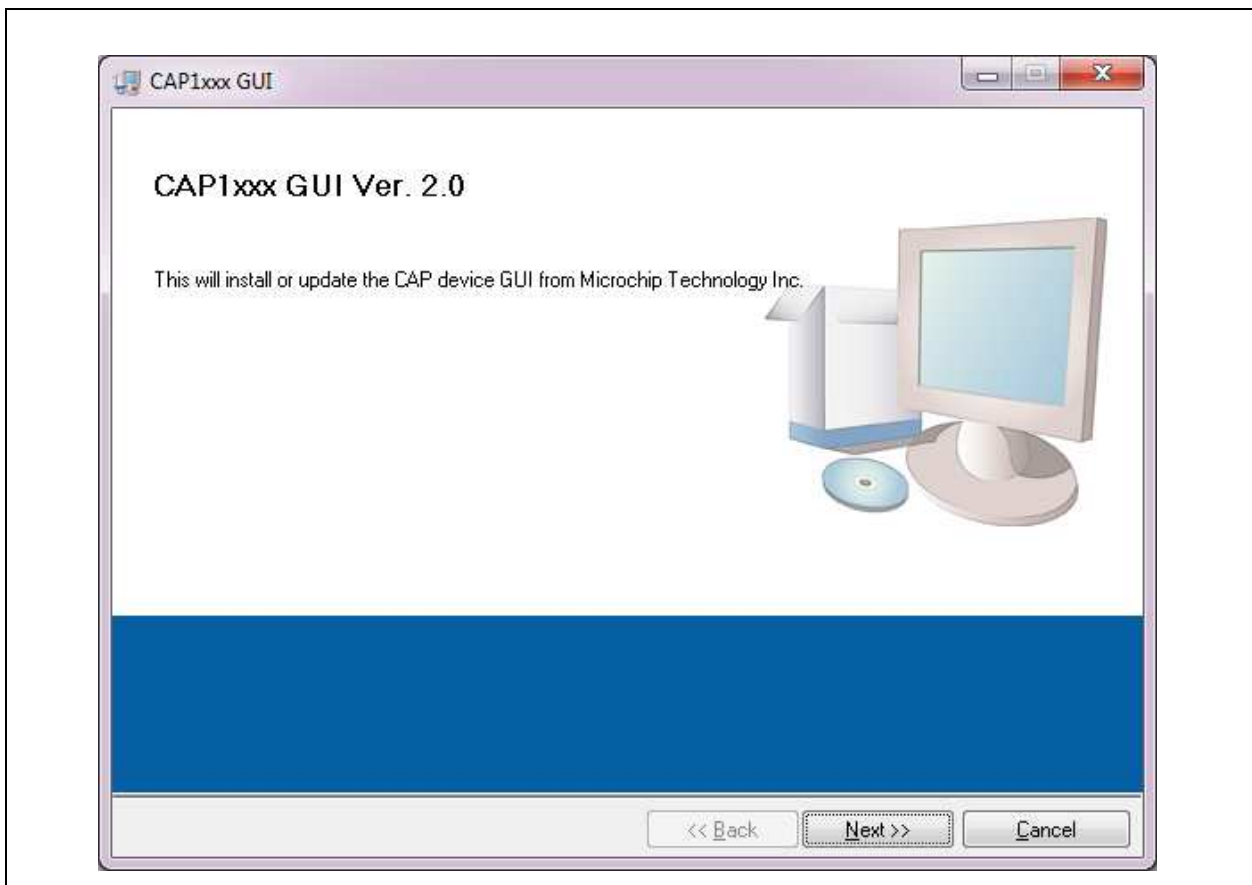 CAP1xxx GUI
CAP1xxx GUI Ver. 2.0
This will install or update the CAP device GUI from Microchip Technology Inc.
<< Back Next >> Cancel